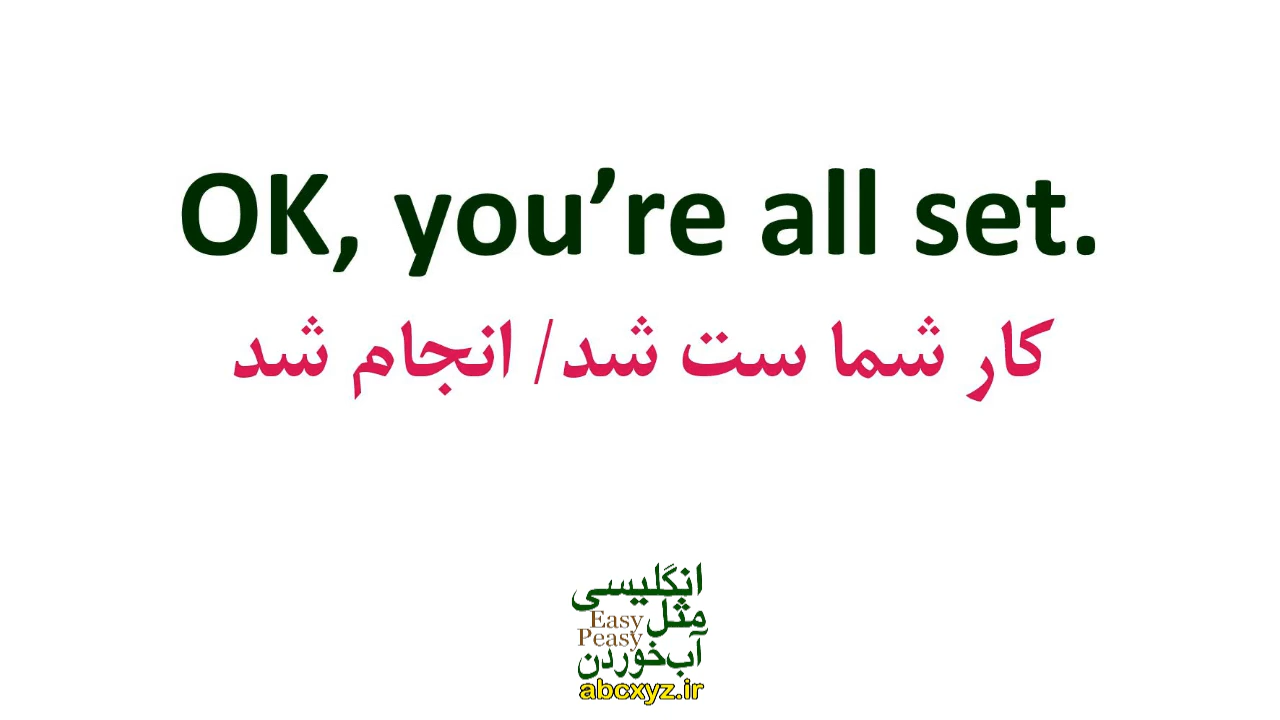 OK, you’re all set.
کار شما ست شد/ انجام شد
انگلیسی
مثل
Easy
Peasy
آب‌خوردن
abcxyz.ir